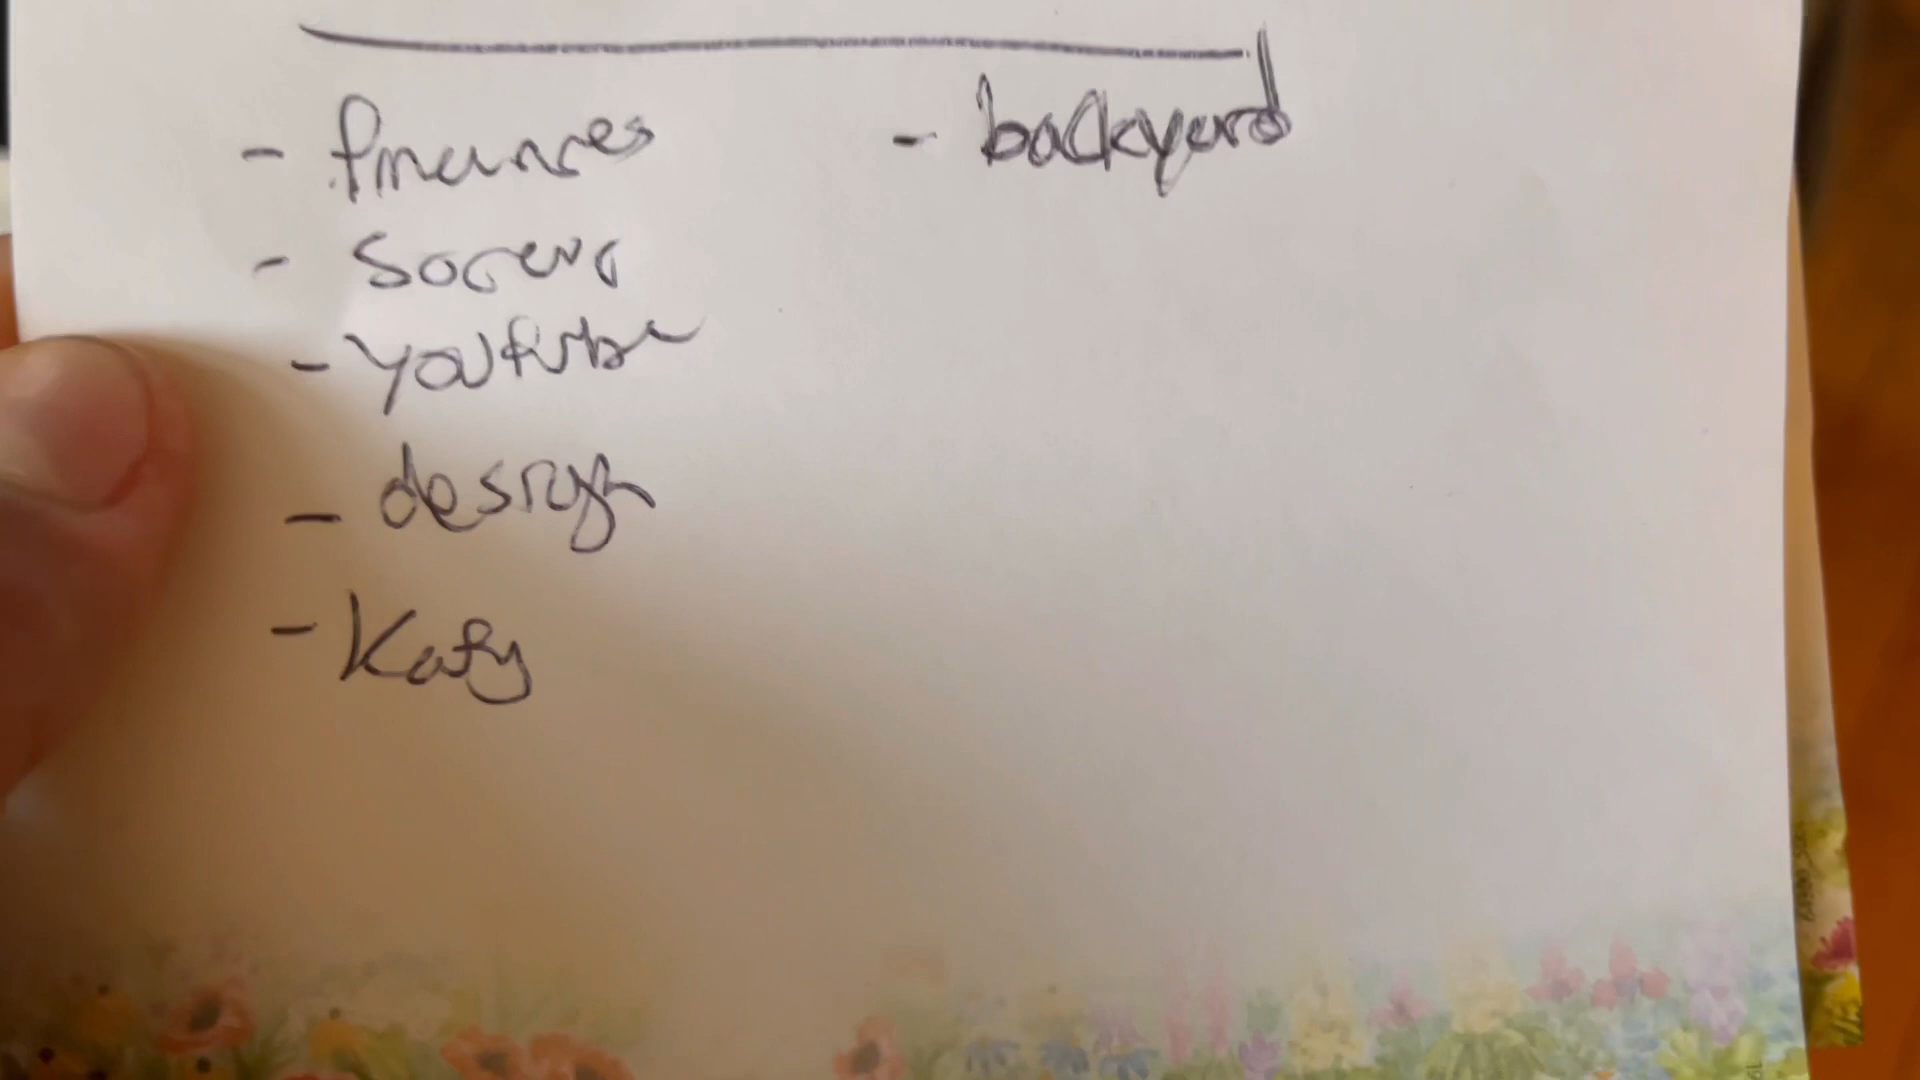 - finances
- backyard
- youtube
- design
- Katy